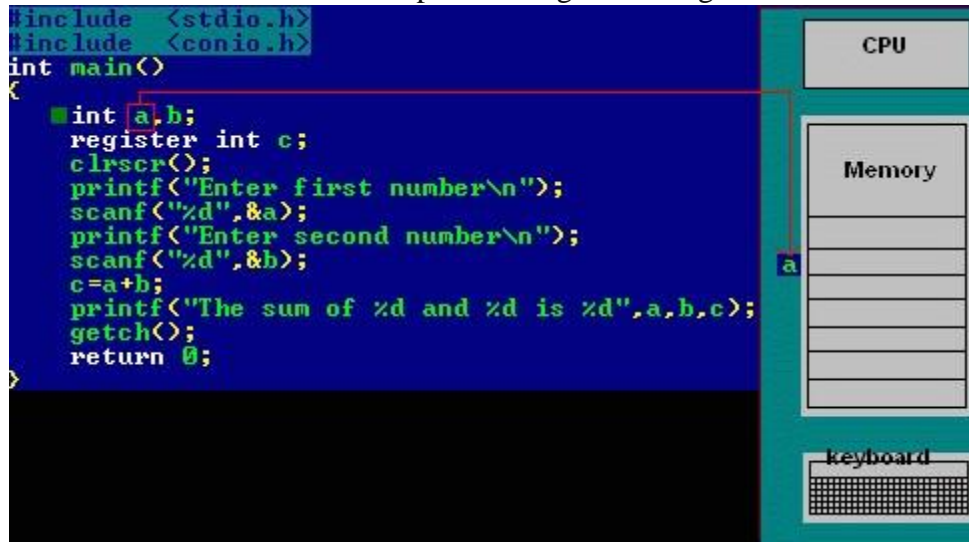 #include <stdio.h>
#include <conio.h>
int main()
{
int a,b;
register int c;
clrscr();
printf("Enter first number\n");
scanf("%d",&a);
printf("Enter second number\n");
scanf("%d",&b);
c=a+b;
printf("The sum of %d and %d is %d",a,b,c);
getch();
return 0;
}
CPU
Memory
a
keyboard